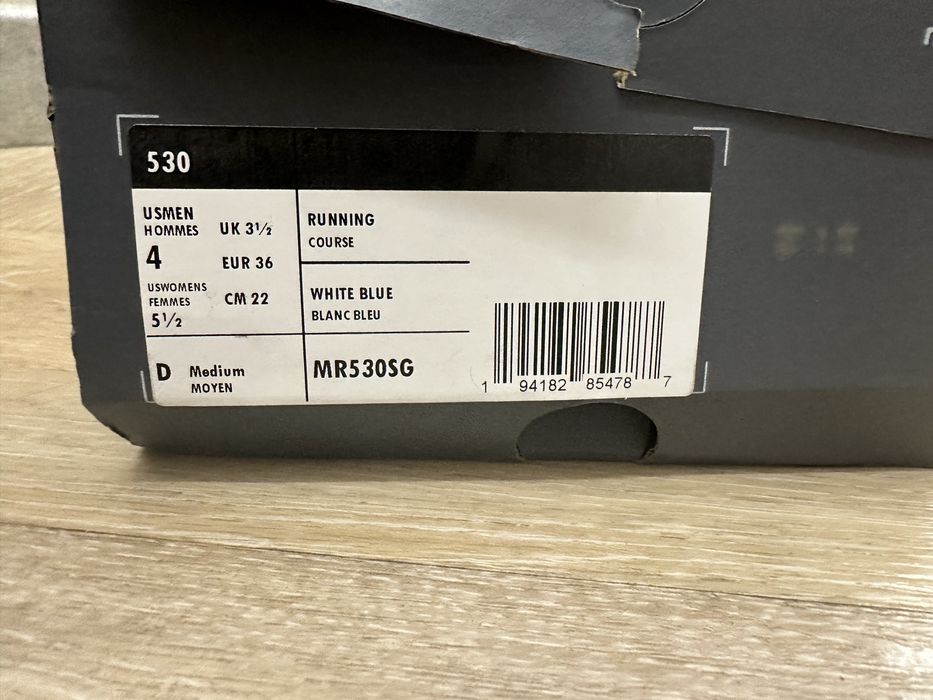 530
USMEN
HOMMES
4
USWOMENS
FEMMES
5½
UK 3½
EUR 36
CM 22
D Medium
MOYEN
RUNNING
COURSE
WHITE BLUE
BLANC BLEU
MR530SG
1 94182 85478 7